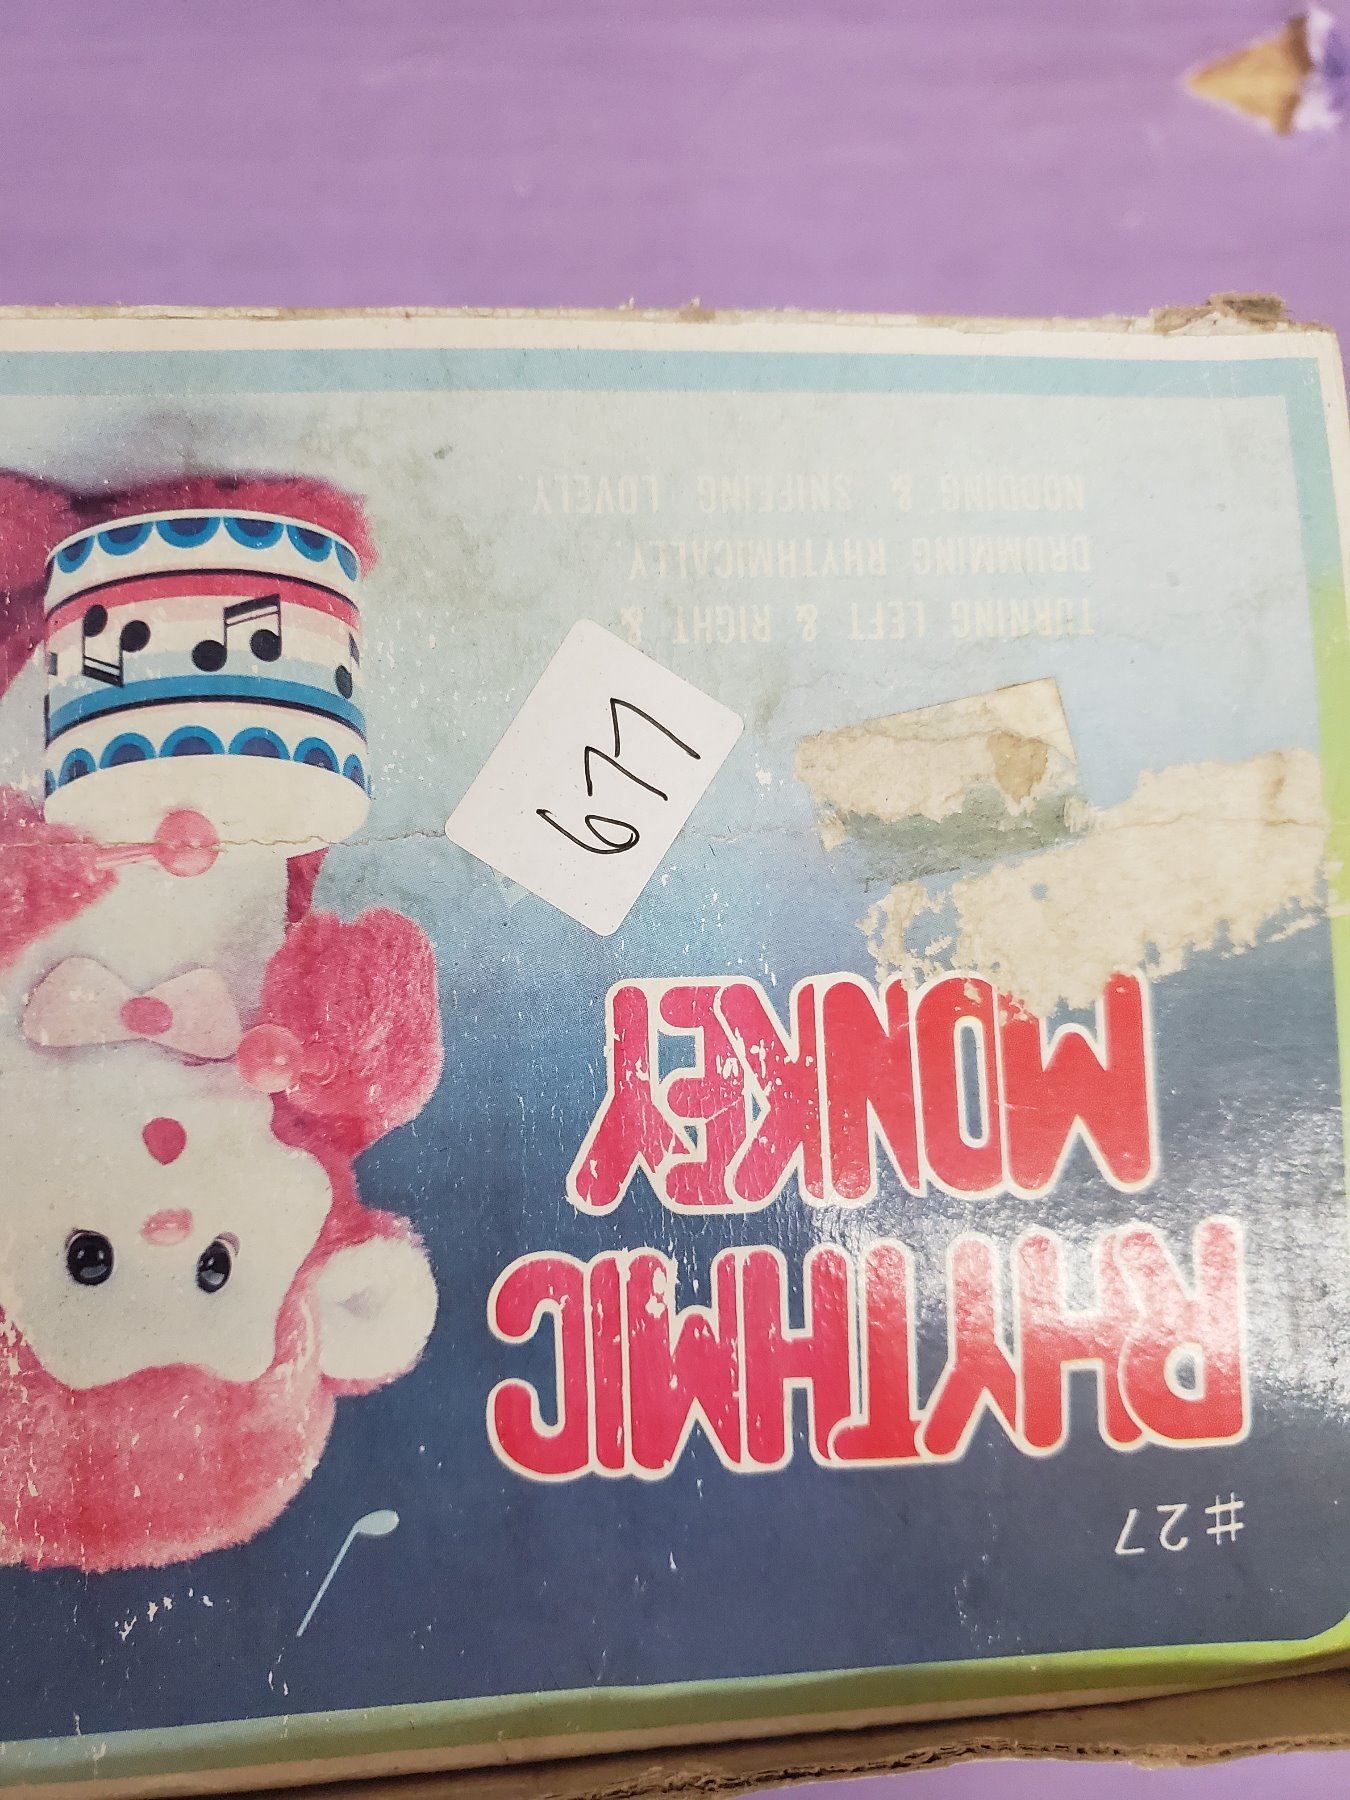 #27
RHYTHMIC
MONKEY
677
TURNING LEFT & RIGHT &
DRUMMING RHYTHMICALLY.
NODDING & SNIFFING LOVELY.